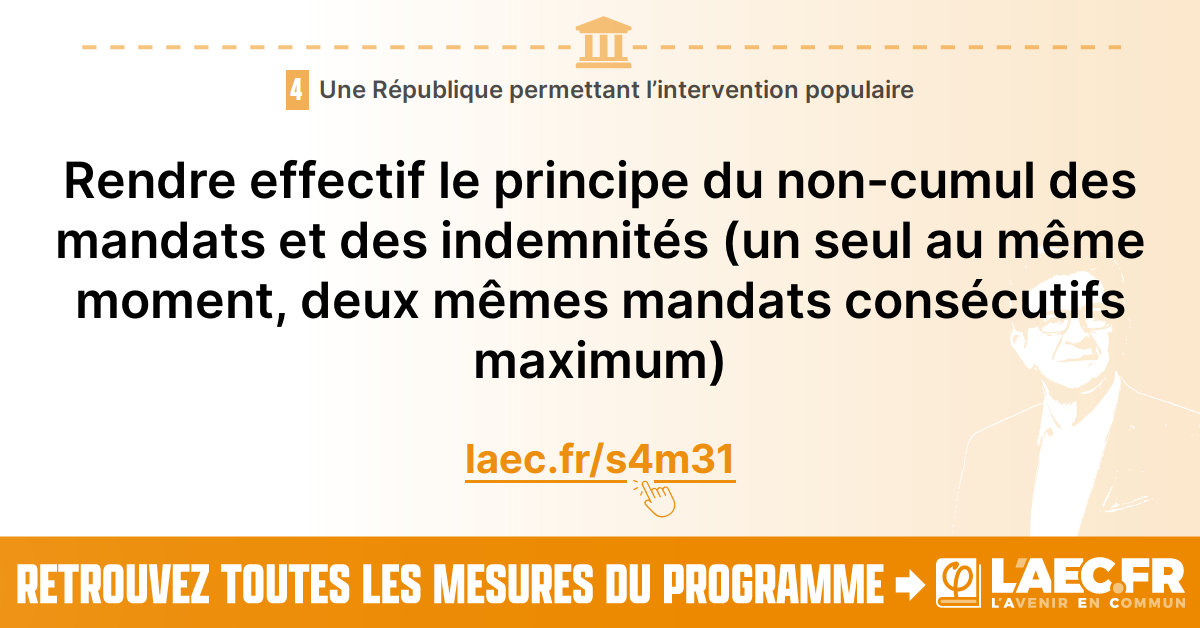 4 Une République permettant l’intervention populaire
Rendre effectif le principe du non-cumul des
mandats et des indemnités (un seul au même
moment, deux mêmes mandats consécutifs
maximum)
laec.fr/s4m31
RETROUVEZ TOUTES LES MESURES DU PROGRAMME
φ L'AEC.FR
L'AVENIR EN COMMUN